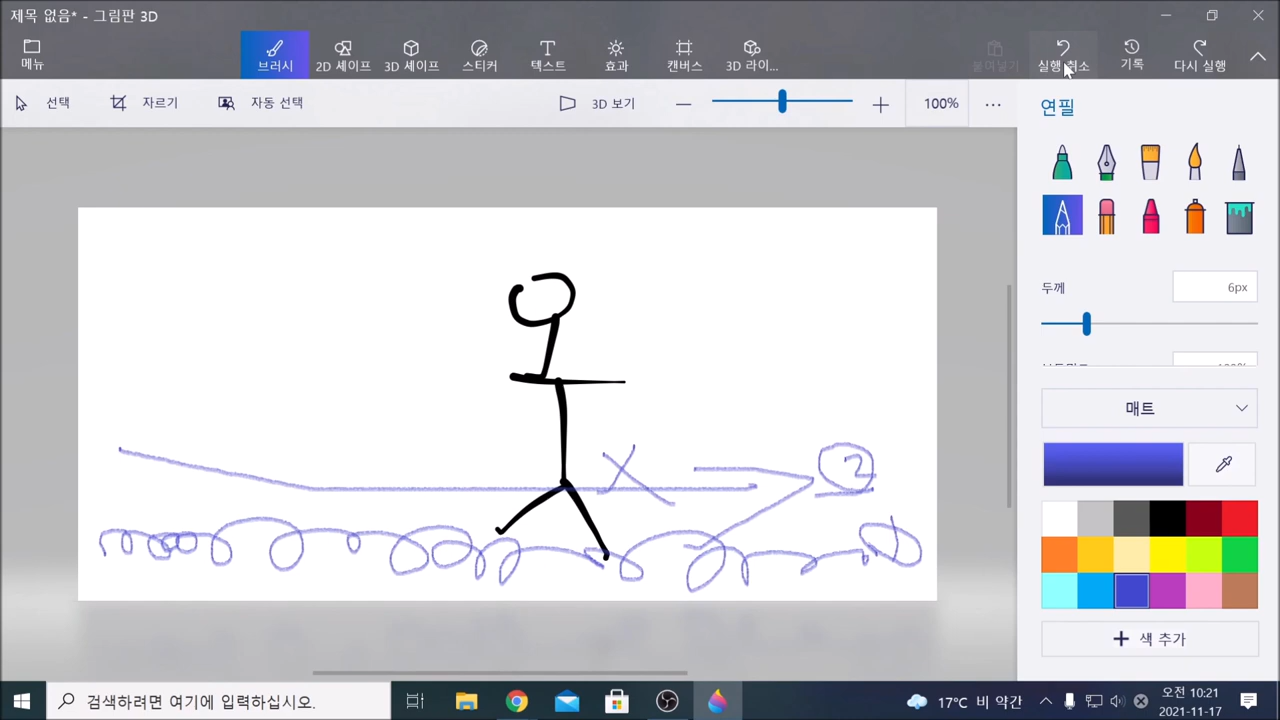 제목 없음* - 그림판 3D
메뉴
브러시
2D 셰이프
3D 셰이프
스티커
텍스트
효과
캔버스
3D 라이...
붙여넣기
실행 취소
기록
다시 실행
선택
자르기
자동 선택
3D 보기
100%
연필
두께
6px
매트
X
2
색 추가
검색하려면 여기에 입력하십시오.
17°C 비 약간
오전 10:21
2021-11-17